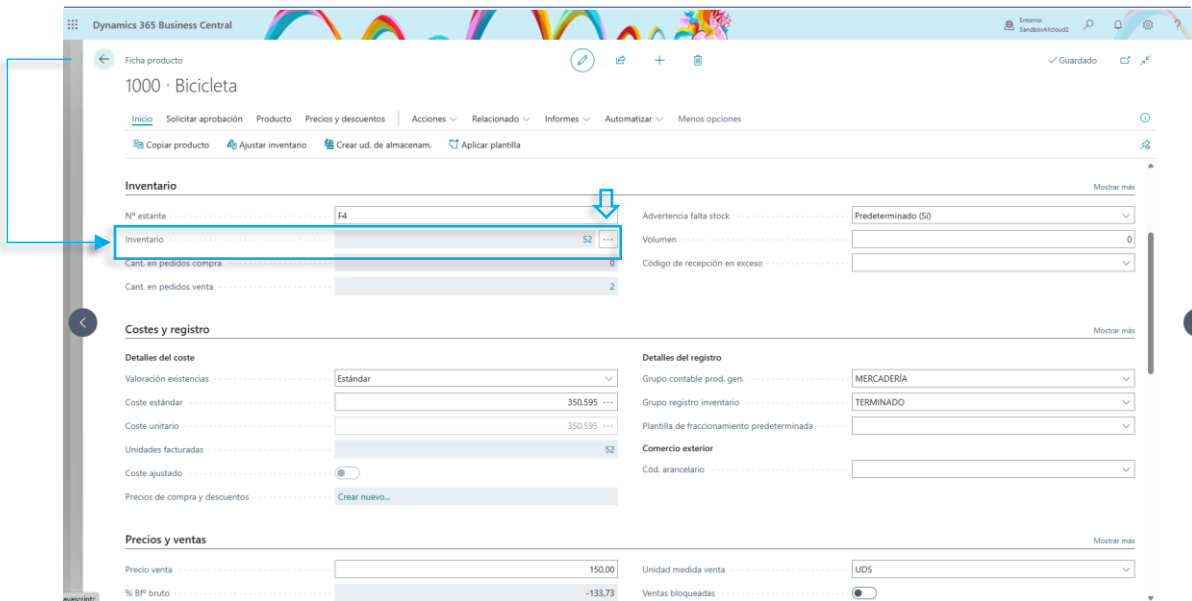 Dynamics 365 Business Central
Entorno:
SandboxAllcloud2
Ficha producto
Guardado
1000 · Bicicleta
Inicio Solicitar aprobación Producto Precios y descuentos Acciones Relacionado Informes Automatizar Menos opciones
Copiar producto Ajustar inventario Crear ud. de almacenam. Aplicar plantilla
Inventario Mostrar más
Nº estante F4 Advertencia falta stock Predeterminado (Sí)
Inventario 52 Volumen 0
Cant. en pedidos compra 0 Código de recepción en exceso
Cant. en pedidos venta 2
Costes y registro Mostrar más
Detalles del coste Detalles del registro
Valoración existencias Estándar Grupo contable prod. gen. MERCADERÍA
Coste estándar 350,595 Grupo registro inventario TERMINADO
Coste unitario 350,595 Plantilla de fraccionamiento predeterminada
Unidades facturadas 52 Comercio exterior
Coste ajustado Cód. arancelario
Precios de compra y descuentos Crear nuevo...
Precios y ventas Mostrar más
Precio venta 150,00 Unidad medida venta UDS
% Bfº bruto -133,73 Ventas bloqueadas